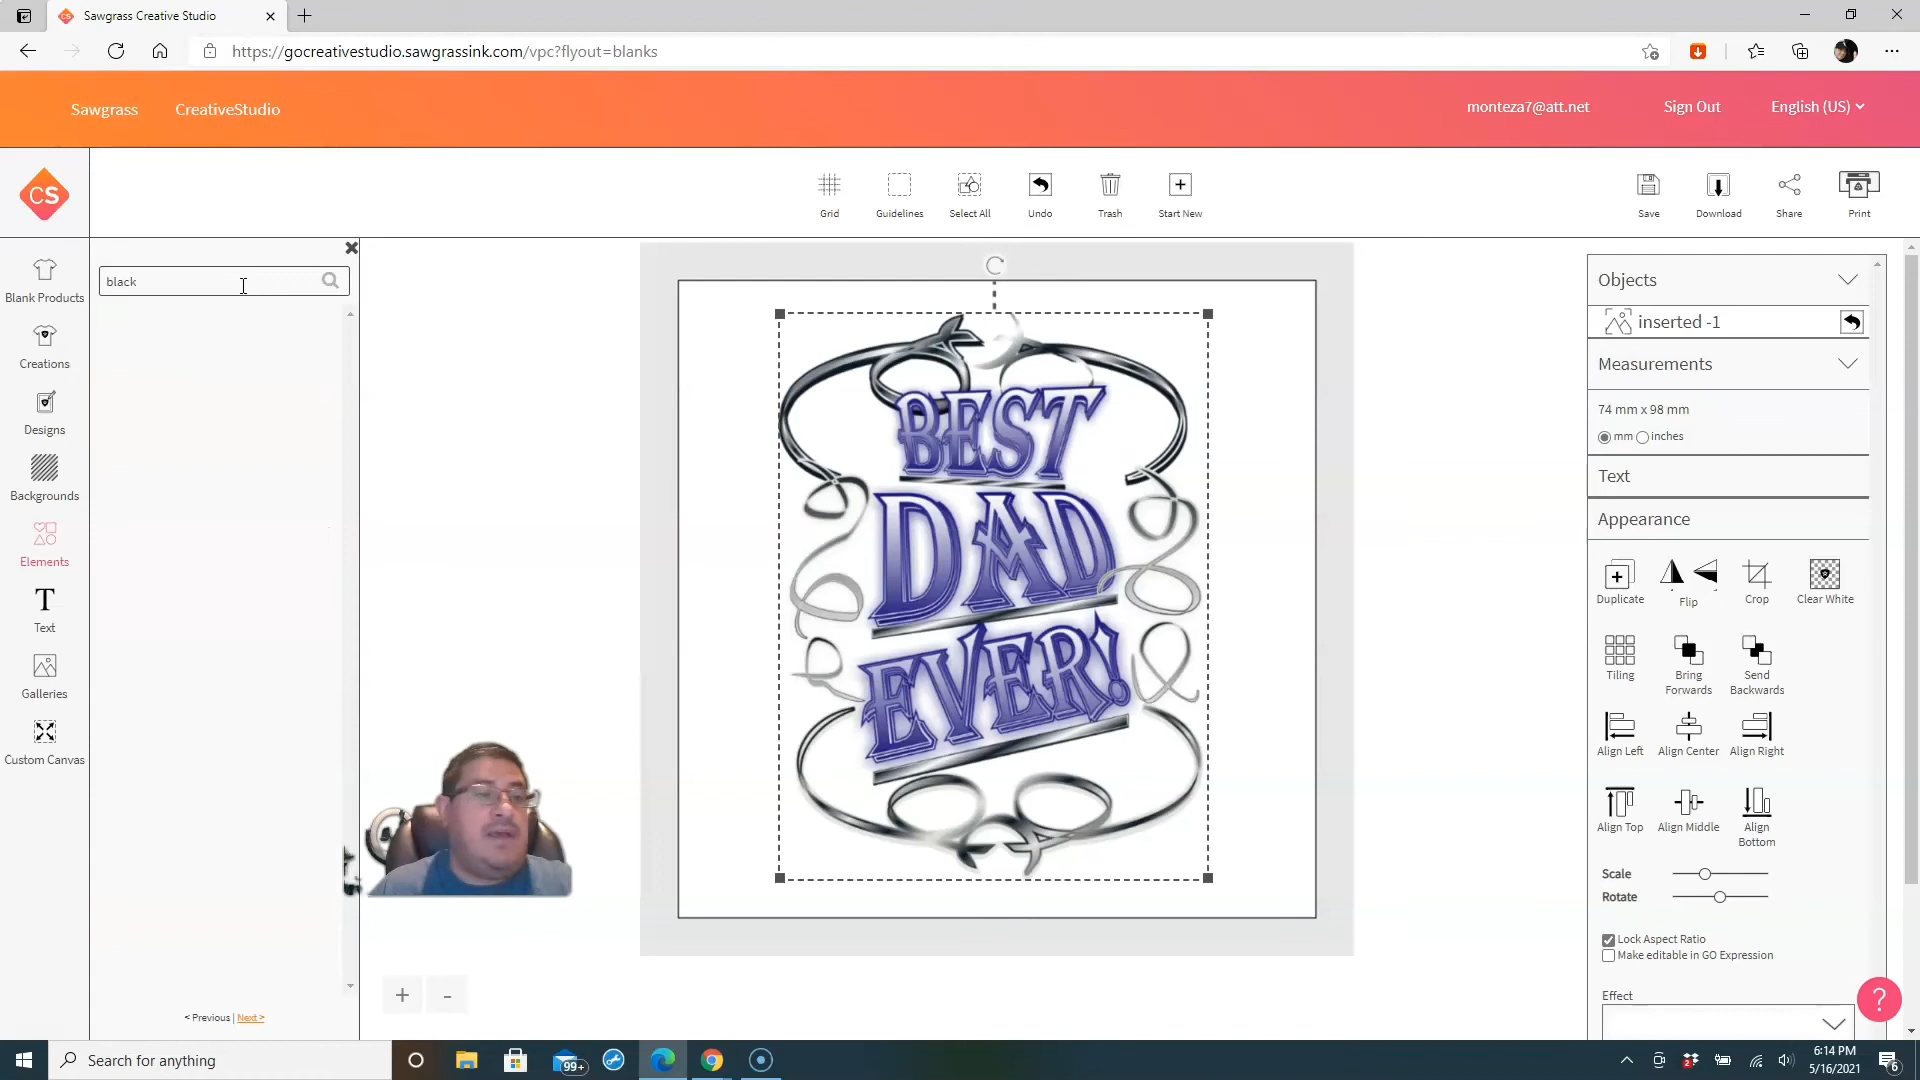 Sawgrass Creative Studio
https://gocreativestudio.sawgrassink.com/vpc?flyout=blanks
Sawgrass
CreativeStudio
monteza7@att.net
Sign Out
English (US)
CS
Grid
Guidelines
Select All
Undo
Trash
Start New
Save
Download
Share
Print
black
Blank Products
Creations
Designs
Backgrounds
Elements
T
Text
Galleries
Custom Canvas
< Previous | Next >
BEST
DAD
EVER!
+ -
Objects
inserted -1
Measurements
74 mm x 98 mm
mm inches
Text
Appearance
Duplicate
Flip
Crop
Clear White
Tiling
Bring Forwards
Send Backwards
Align Left
Align Center
Align Right
Align Top
Align Middle
Align Bottom
Scale
Rotate
Lock Aspect Ratio
Make editable in GO Expression
Effect
?
Search for anything
99+
2
6:14 PM
5/16/2021
6